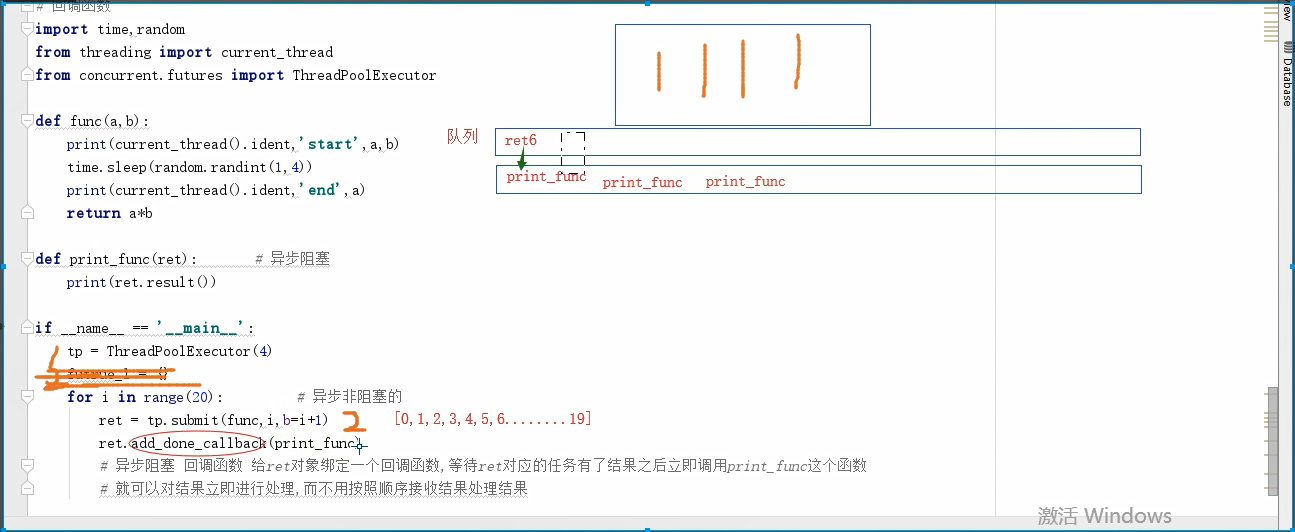 # 回调函数
import time,random
from threading import current_thread
from concurrent.futures import ThreadPoolExecutor
def func(a,b):
print(current_thread().ident,'start',a,b)
time.sleep(random.randint(1,4))
print(current_thread().ident,'end',a)
return a*b
def print_func(ret): # 异步阻塞
print(ret.result())
if __name__ == '__main__':
tp = ThreadPoolExecutor(4)
for i in range(20): # 异步非阻塞的
ret = tp.submit(func,i,b=i+1) 2 [0,1,2,3,4,5,6........19]
ret.add_done_callback(print_func)
# 异步阻塞 回调函数 给ret对象绑定一个回调函数,等待ret对应的任务有了结果之后立即调用print_func这个函数
# 就可以对结果立即进行处理,而不用按照顺序接收结果处理结果
队列
ret6
print_func print_func print_func
Database
激活 Windows